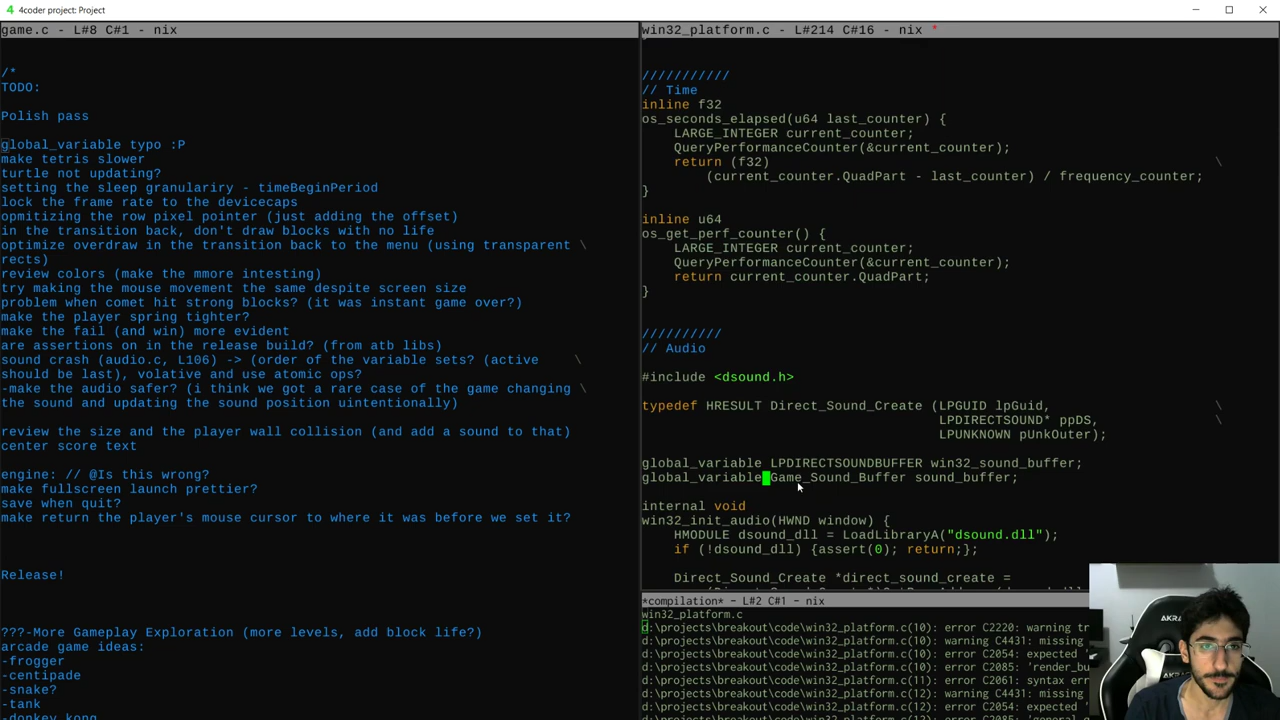 4coder project: Project
game.c - L#8 C#1 - nix
/*
TODO:
Polish pass
global_variable typo :P
make tetris slower
turtle not updating?
setting the sleep granulariry - timeBeginPeriod
lock the frame rate to the devicecaps
opmitizing the row pixel pointer (just adding the offset)
in the transition back, don't draw blocks with no life
optimize overdraw in the transition back to the menu (using transparent \
rects)
review colors (make the mmore intesting)
try making the mouse movement the same despite screen size
problem when comet hit strong blocks? (it was instant game over?)
make the player spring tighter?
make the fail (and win) more evident
are assertions on in the release build? (from atb libs)
sound crash (audio.c, L106) -> (order of the variable sets? (active \
should be last), volative and use atomic ops?
-make the audio safer? (i think we got a rare case of the game changing \
the sound and updating the sound position uintentionally)
review the size and the player wall collision (and add a sound to that)
center score text
engine: // @Is this wrong?
make fullscreen launch prettier?
save when quit?
make return the player's mouse cursor to where it was before we set it?
Release!
???-More Gameplay Exploration (more levels, add block life?)
arcade game ideas:
-frogger
-centipade
-snake?
-tank
-donkey kong
win32_platform.c - L#214 C#16 - nix *
///////////
// Time
inline f32
os_seconds_elapsed(u64 last_counter) {
LARGE_INTEGER current_counter;
QueryPerformanceCounter(&current_counter);
return (f32) \
(current_counter.QuadPart - last_counter) / frequency_counter;
}
inline u64
os_get_perf_counter() {
LARGE_INTEGER current_counter;
QueryPerformanceCounter(&current_counter);
return current_counter.QuadPart;
}
//////////
// Audio
#include <dsound.h>
typedef HRESULT Direct_Sound_Create (LPGUID lpGuid, \
LPDIRECTSOUND* ppDS, \
LPUNKNOWN pUnkOuter);
global_variable LPDIRECTSOUNDBUFFER win32_sound_buffer;
global_variable Game_Sound_Buffer sound_buffer;
internal void
win32_init_audio(HWND window) {
HMODULE dsound_dll = LoadLibraryA("dsound.dll");
if (!dsound_dll) {assert(0); return;};
Direct_Sound_Create *direct_sound_create =
*compilation* - L#2 C#1 - nix
win32_platform.c
d:\projects\breakout\code\win32_platform.c(10): error C2220: warning tr
d:\projects\breakout\code\win32_platform.c(10): warning C4431: missing
d:\projects\breakout\code\win32_platform.c(10): error C2054: expected '
d:\projects\breakout\code\win32_platform.c(10): error C2085: 'render_bu
d:\projects\breakout\code\win32_platform.c(11): error C2061: syntax err
d:\projects\breakout\code\win32_platform.c(12): warning C4431: missing
d:\projects\breakout\code\win32_platform.c(12): error C2054: expected '
AKRA